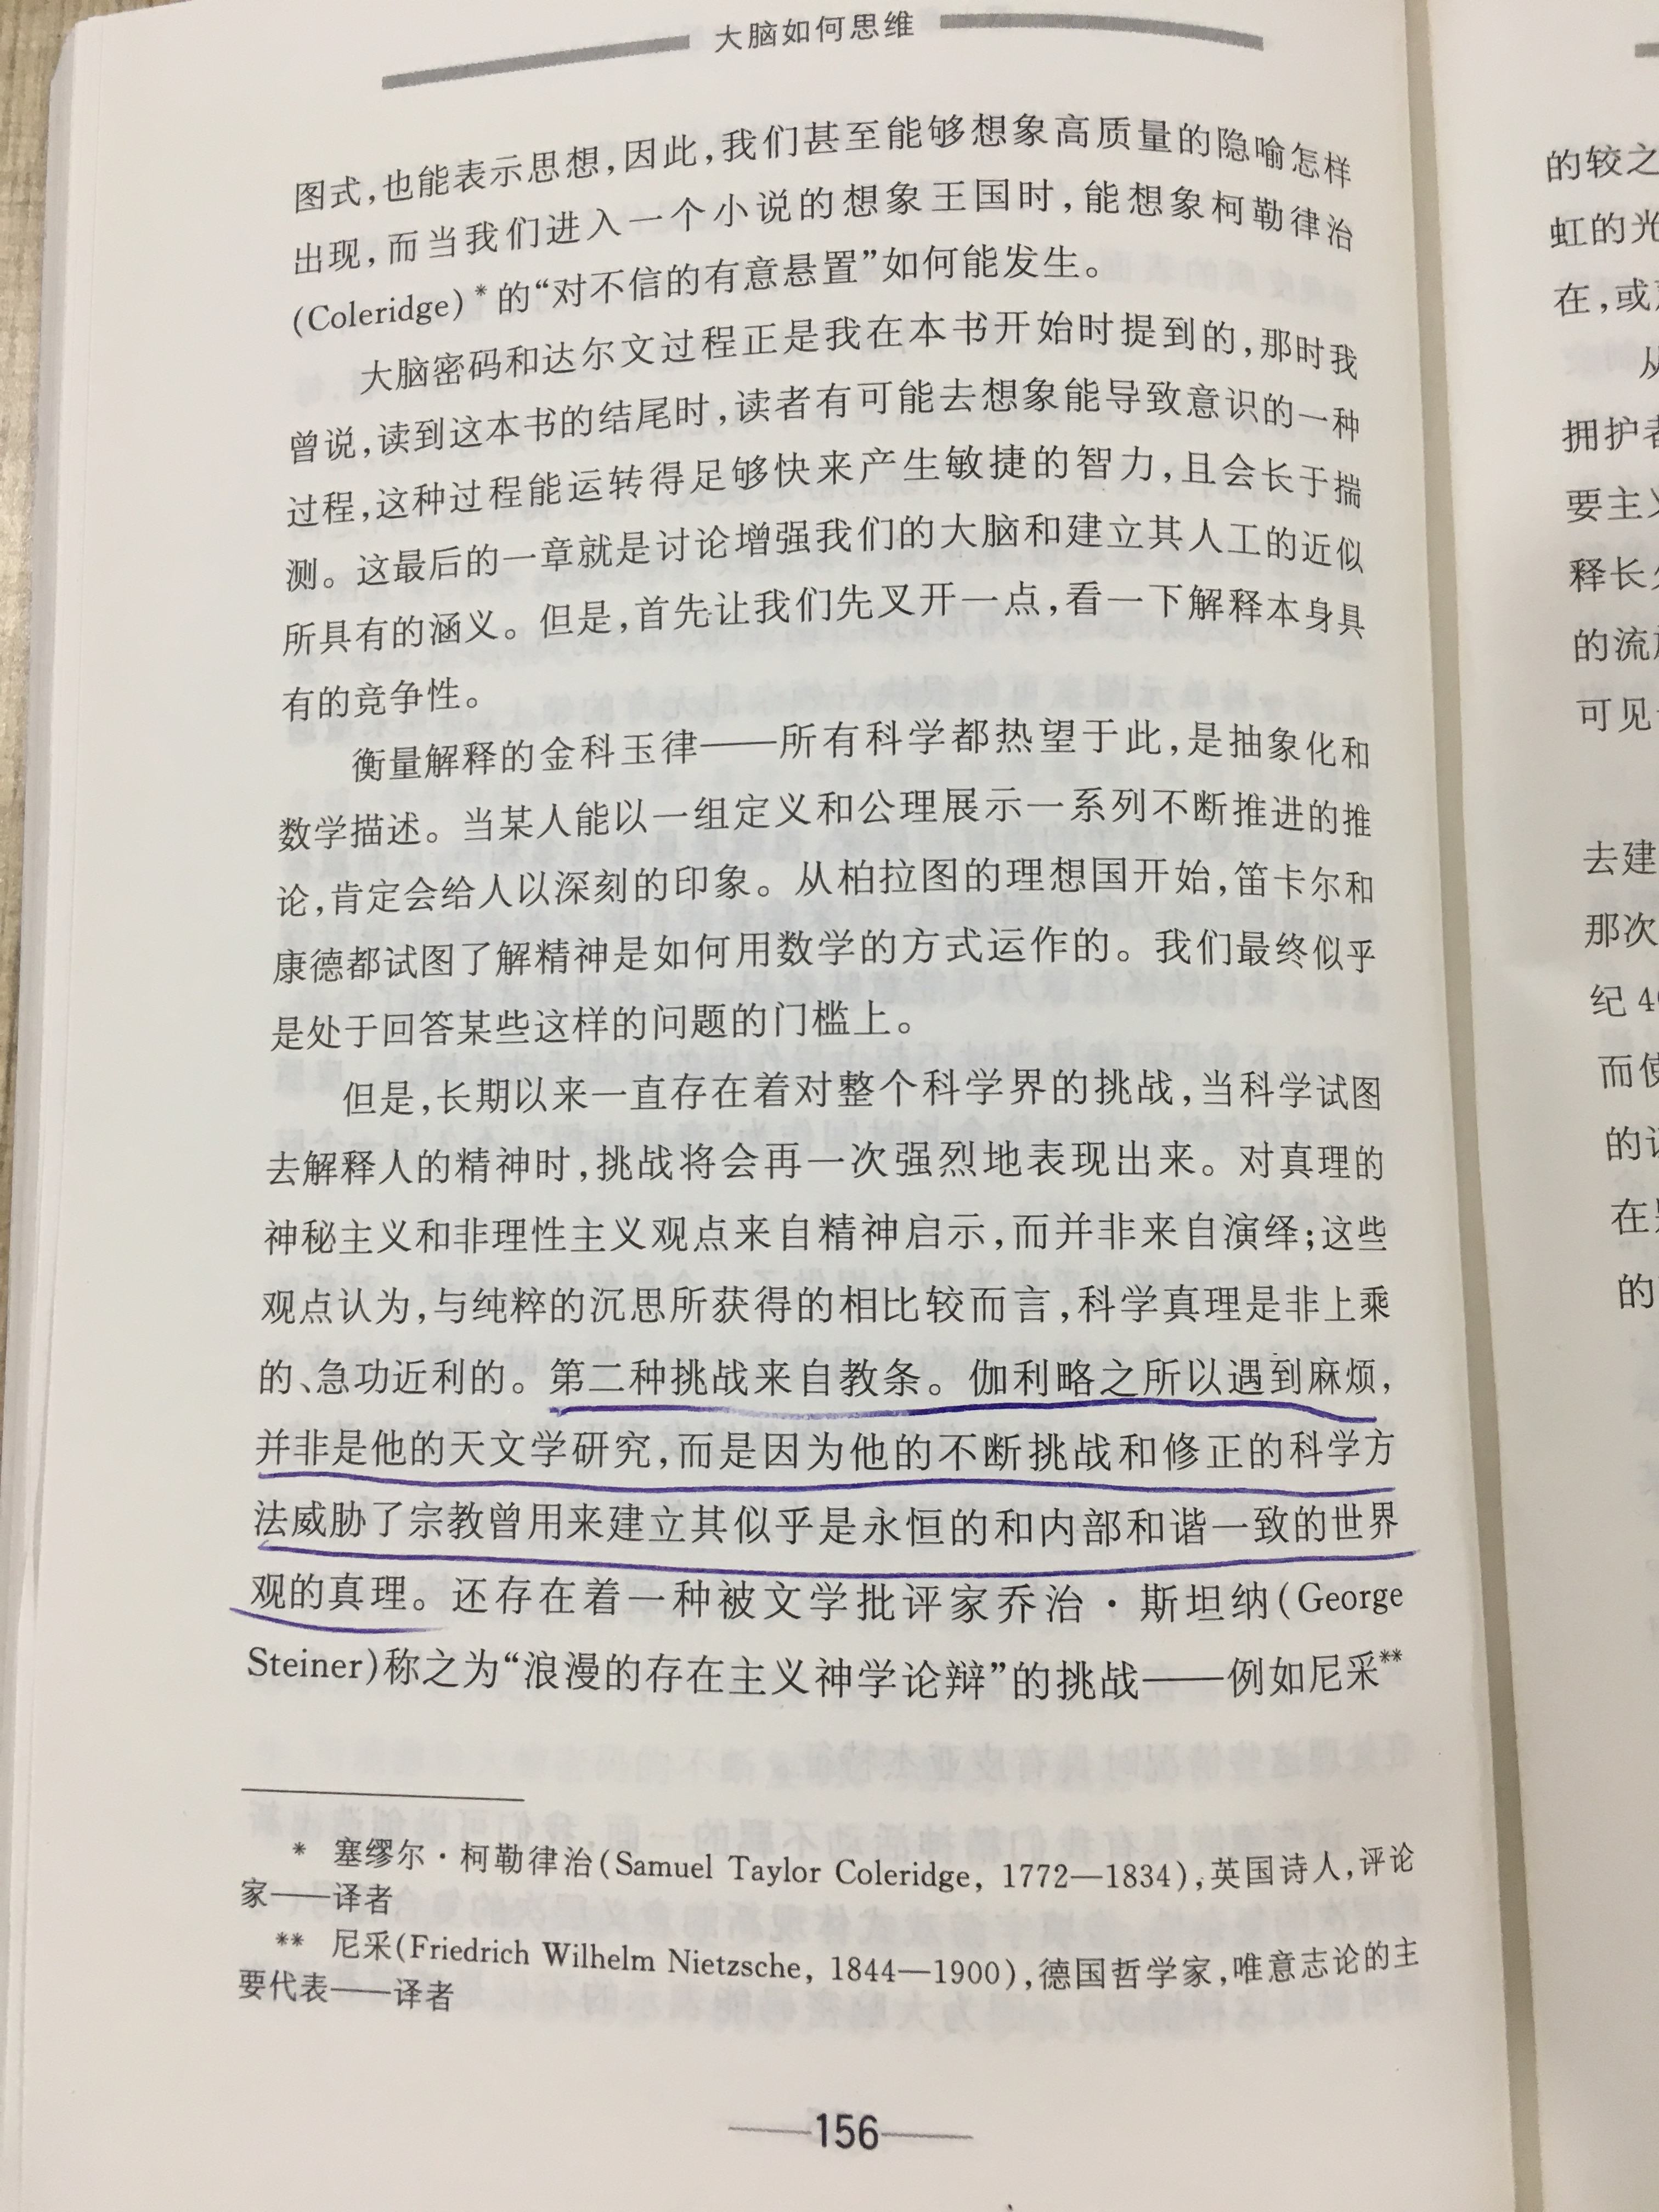 大脑如何思维
图式,也能表示思想,因此,我们甚至能够想象高质量的隐喻怎样
出现,而当我们进入一个小说的想象王国时,能想象柯勒律治
(Coleridge)*的“对不信的有意悬置”如何能发生。
大脑密码和达尔文过程正是我在本书开始时提到的,那时我
曾说,读到这本书的结尾时,读者有可能去想象能导致意识的一种
过程,这种过程能运转得足够快来产生敏捷的智力,且会长于揣
测。这最后的一章就是讨论增强我们的大脑和建立其人工的近似
所具有的涵义。但是,首先让我们先叉开一点,看一下解释本身具
有的竞争性。
衡量解释的金科玉律——所有科学都热望于此,是抽象化和
数学描述。当某人能以一组定义和公理展示一系列不断推进的推
论,肯定会给人以深刻的印象。从柏拉图的理想国开始,笛卡尔和
康德都试图了解精神是如何用数学的方式运作的。我们最终似乎
是处于回答某些这样的问题的门槛上。
但是,长期以来一直存在着对整个科学界的挑战,当科学试图
去解释人的精神时,挑战将会再一次强烈地表现出来。对真理的
神秘主义和非理性主义观点来自精神启示,而并非来自演绎;这些
观点认为,与纯粹的沉思所获得的相比较而言,科学真理是非上乘
的、急功近利的。第二种挑战来自教条。伽利略之所以遇到麻烦,
并非是他的天文学研究,而是因为他的不断挑战和修正的科学方
法威胁了宗教曾用来建立其似乎是永恒的和内部和谐一致的世界
观的真理。还存在着一种被文学批评家乔治·斯坦纳(George
Steiner)称之为“浪漫的存在主义神学论辩”的挑战——例如尼采**
* 塞缪尔·柯勒律治(Samuel Taylor Coleridge, 1772—1834),英国诗人,评论
家——译者
** 尼采(Friedrich Wilhelm Nietzsche, 1844—1900),德国哲学家,唯意志论的主
要代表——译者
—156—
的较之
虹的光
在,或
从
拥护者
要主义
释长
的流
可见
去建
那次
纪4
而使
的
在
的